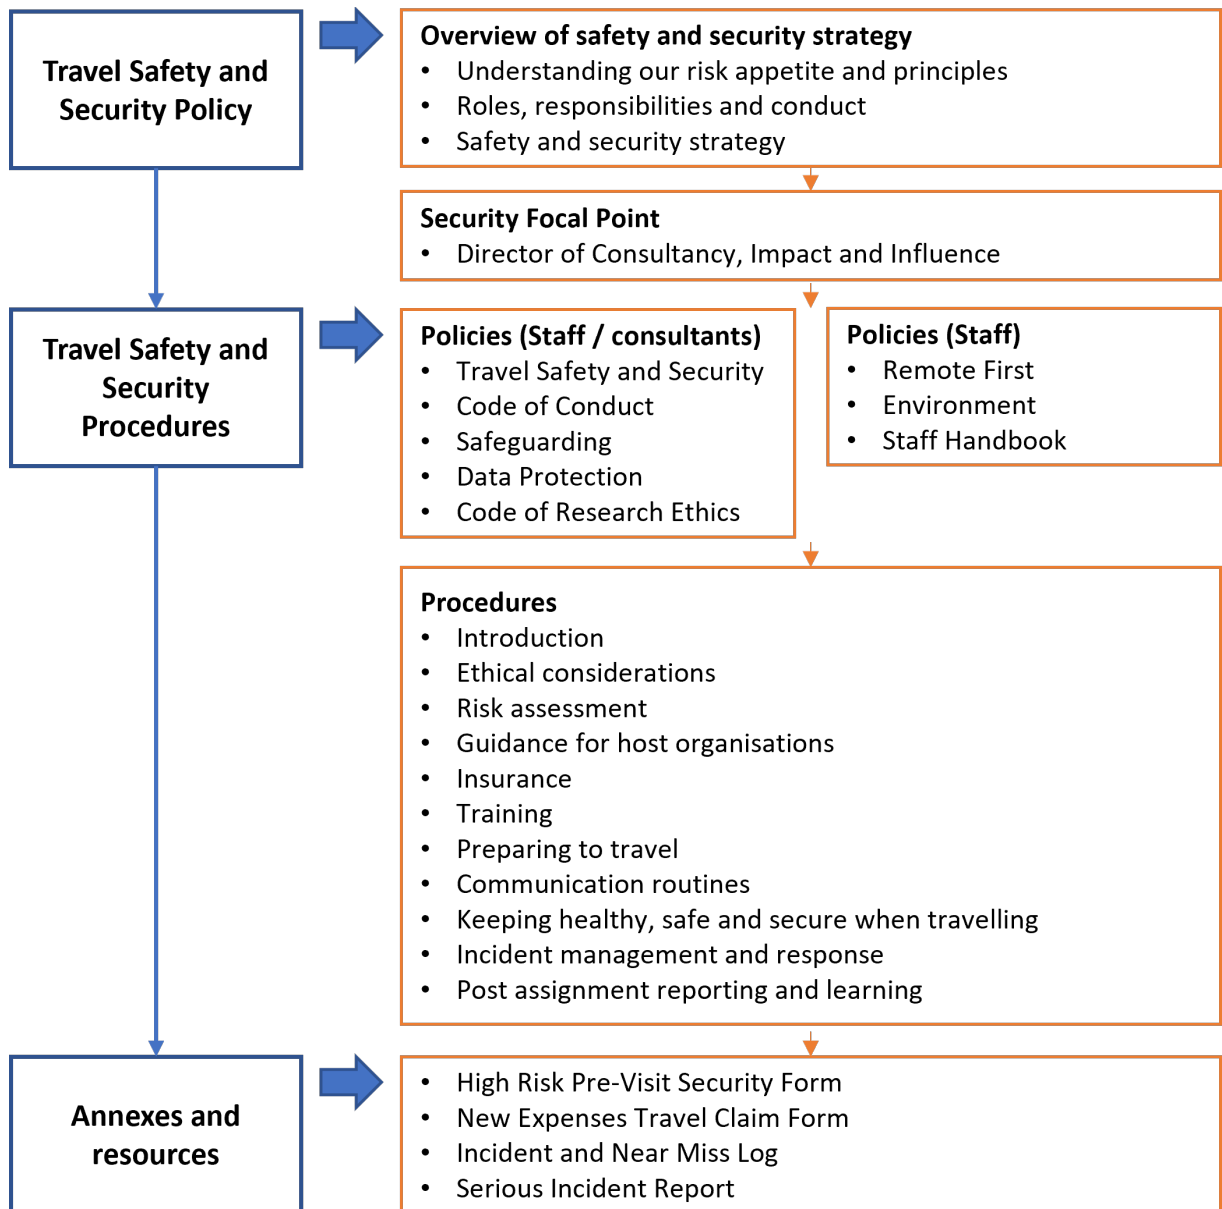 Travel Safety and
Security Policy
Overview of safety and security strategy
• Understanding our risk appetite and principles
• Roles, responsibilities and conduct
• Safety and security strategy
Security Focal Point
• Director of Consultancy, Impact and Influence
Travel Safety and
Security
Procedures
Policies (Staff / consultants)
• Travel Safety and Security
• Code of Conduct
• Safeguarding
• Data Protection
• Code of Research Ethics
Policies (Staff)
• Remote First
• Environment
• Staff Handbook
Procedures
• Introduction
• Ethical considerations
• Risk assessment
• Guidance for host organisations
• Insurance
• Training
• Preparing to travel
• Communication routines
• Keeping healthy, safe and secure when travelling
• Incident management and response
• Post assignment reporting and learning
Annexes and
resources
• High Risk Pre-Visit Security Form
• New Expenses Travel Claim Form
• Incident and Near Miss Log
• Serious Incident Report